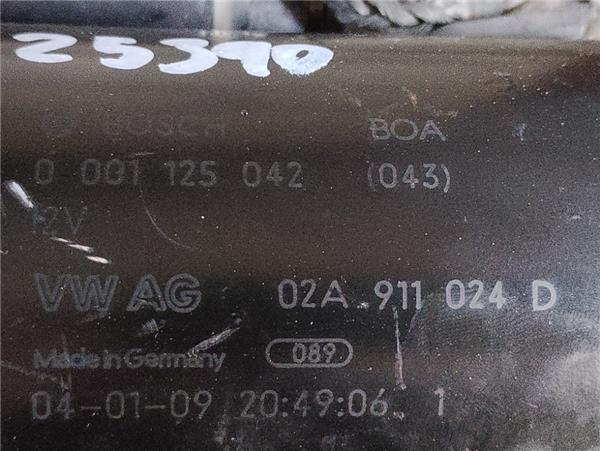 25390
BOSCH BOA
0 001 125 042 (043)
12V
VW AG 02A 911 024 D
Made in Germany 089
04-01-09 20:49:06 1